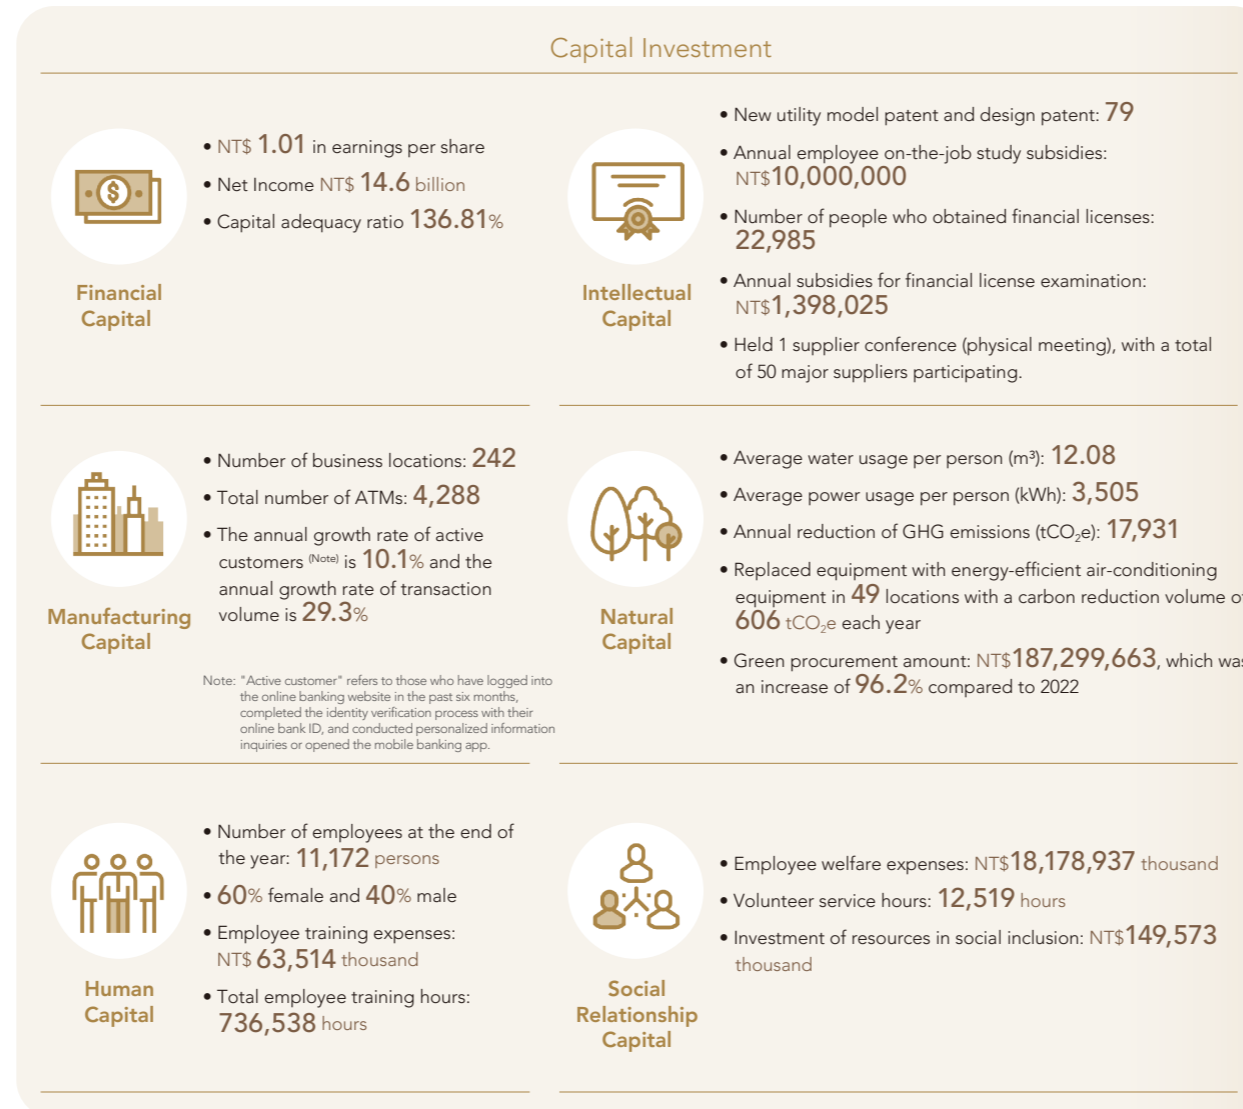 Capital Investment
Financial
Capital
• NT$ 1.01 in earnings per share
• Net Income NT$ 14.6 billion
• Capital adequacy ratio 136.81%
Intellectual
Capital
• New utility model patent and design patent: 79
• Annual employee on-the-job study subsidies:
NT$10,000,000
• Number of people who obtained financial licenses:
22,985
• Annual subsidies for financial license examination:
NT$1,398,025
• Held 1 supplier conference (physical meeting), with a total
of 50 major suppliers participating.
Manufacturing
Capital
• Number of business locations: 242
• Total number of ATMs: 4,288
• The annual growth rate of active
customers (Note) is 10.1% and the
annual growth rate of transaction
volume is 29.3%
Note: "Active customer" refers to those who have logged into
the online banking website in the past six months,
completed the identity verification process with their
online bank ID, and conducted personalized information
inquiries or opened the mobile banking app.
Natural
Capital
• Average water usage per person (m³): 12.08
• Average power usage per person (kWh): 3,505
• Annual reduction of GHG emissions (tCO₂e): 17,931
• Replaced equipment with energy-efficient air-conditioning
equipment in 49 locations with a carbon reduction volume
606 tCO₂e each year
• Green procurement amount: NT$187,299,663, which was
an increase of 96.2% compared to 2022
Human
Capital
• Number of employees at the end of
the year: 11,172 persons
• 60% female and 40% male
• Employee training expenses:
NT$ 63,514 thousand
• Total employee training hours:
736,538 hours
Social
Relationship
Capital
• Employee welfare expenses: NT$18,178,937 thousand
• Volunteer service hours: 12,519 hours
• Investment of resources in social inclusion: NT$149,573
thousand